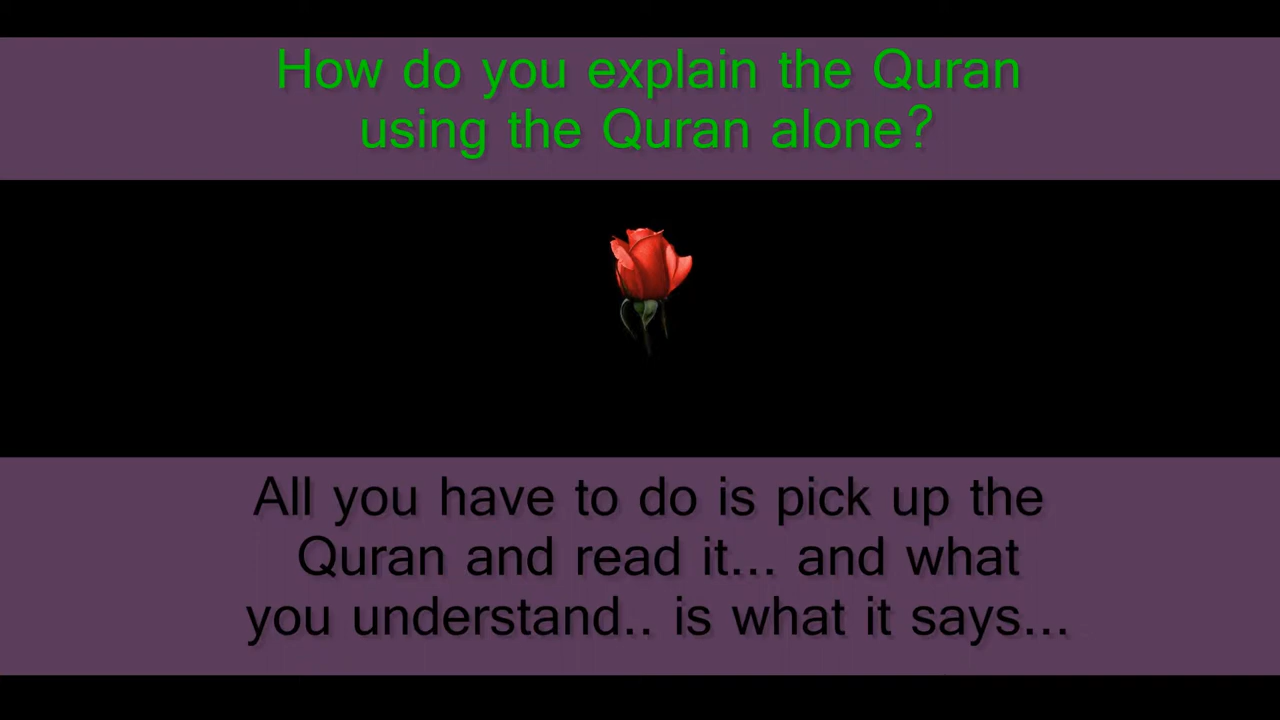 How do you explain the Quran
using the Quran alone?
All you have to do is pick up the
Quran and read it... and what
you understand.. is what it says...